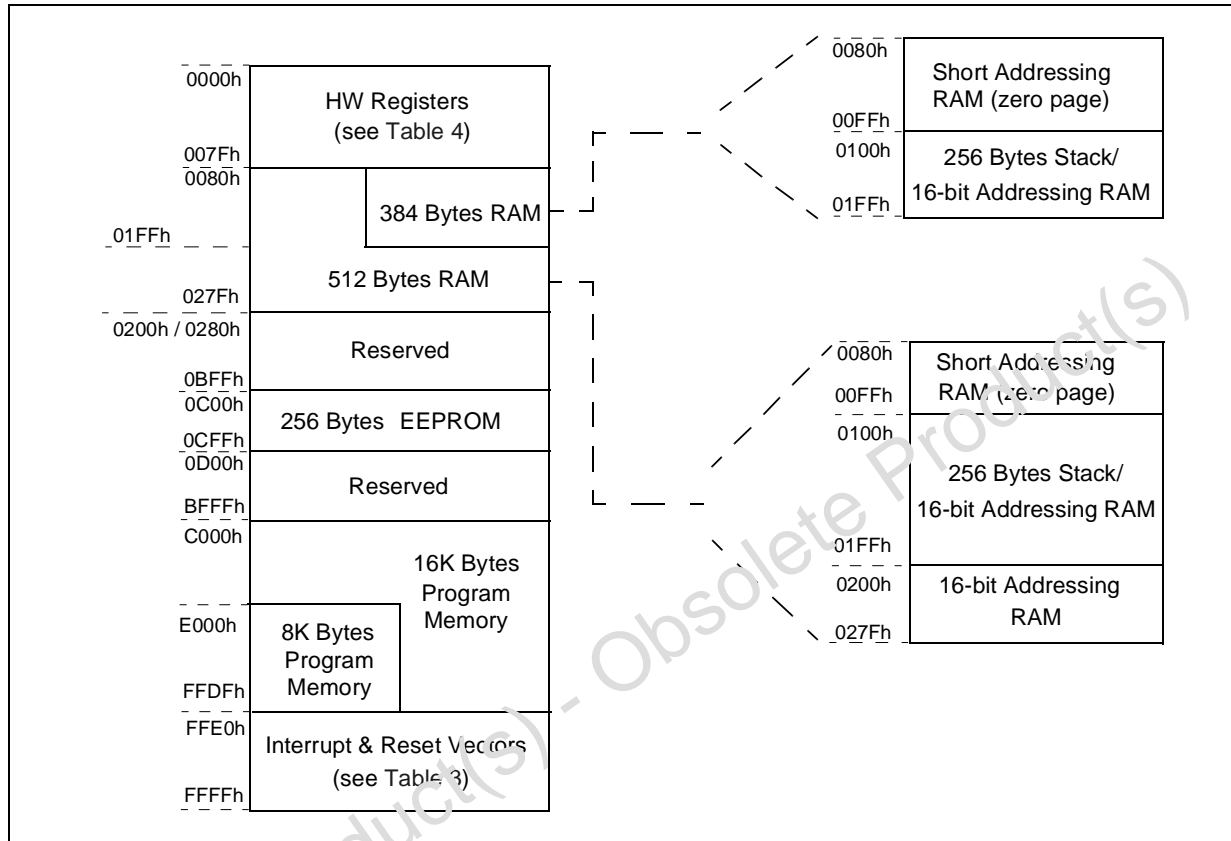 0000h
HW Registers
(see Table 4)
007Fh
0080h
384 Bytes RAM
01FFh
512 Bytes RAM
027Fh
0200h / 0280h
Reserved
0BFFh
0C00h
256 Bytes EEPROM
0CFFh
0D00h
Reserved
BFFFh
C000h
16K Bytes
Program
Memory
E000h
8K Bytes
Program
Memory
FFDFh
FFE0h
Interrupt & Reset Vectors
(see Table 3)
FFFFh
0080h
Short Addressing
RAM (zero page)
00FFh
0100h
256 Bytes Stack/
16-bit Addressing RAM
01FFh
0080h
Short Addressing
RAM (zero page)
00FFh
0100h
256 Bytes Stack/
16-bit Addressing RAM
01FFh
0200h
16-bit Addressing
RAM
027Fh
duct(s) - Obsolete Product(s)